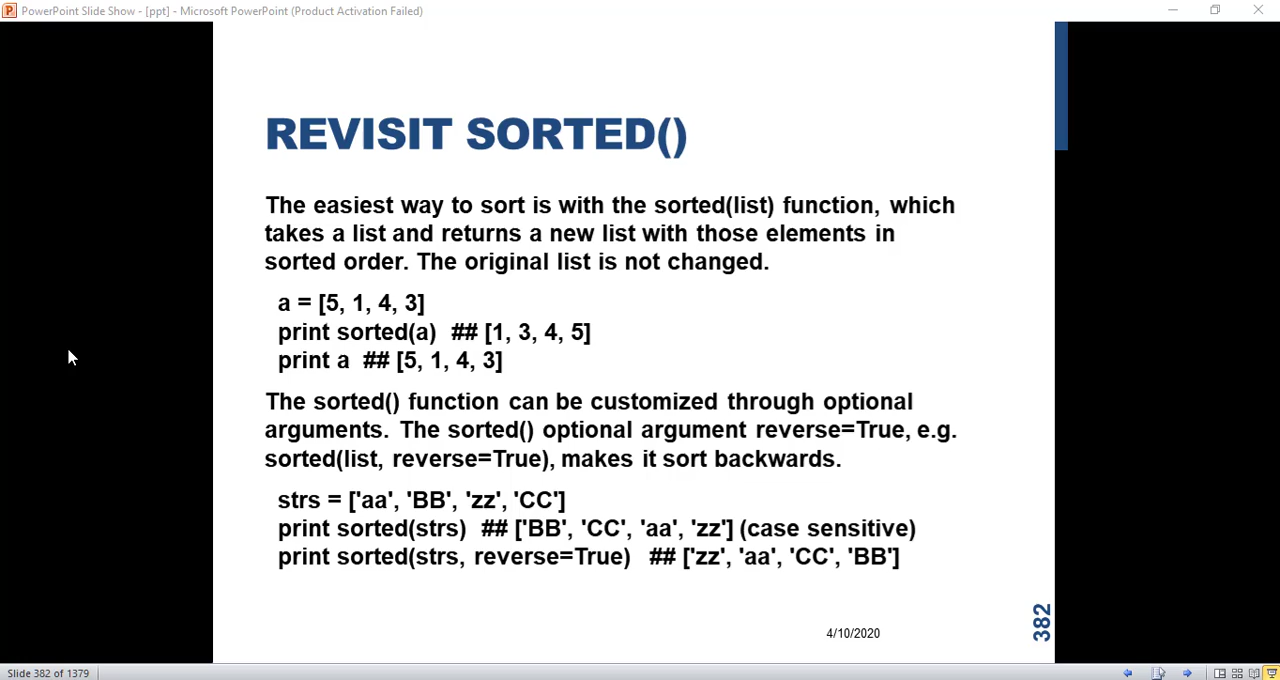 PowerPoint Slide Show - [ppt] - Microsoft PowerPoint (Product Activation Failed)
REVISIT SORTED()
The easiest way to sort is with the sorted(list) function, which
takes a list and returns a new list with those elements in
sorted order. The original list is not changed.
a = [5, 1, 4, 3]
print sorted(a)  ## [1, 3, 4, 5]
print a  ## [5, 1, 4, 3]
The sorted() function can be customized through optional
arguments.  The sorted() optional argument reverse=True, e.g.
sorted(list, reverse=True), makes it sort backwards.
strs = ['aa', 'BB', 'zz', 'CC']
print sorted(strs)  ## ['BB', 'CC', 'aa', 'zz'] (case sensitive)
print sorted(strs, reverse=True)   ## ['zz', 'aa', 'CC', 'BB']
4/10/2020
382
Slide 382 of 1379